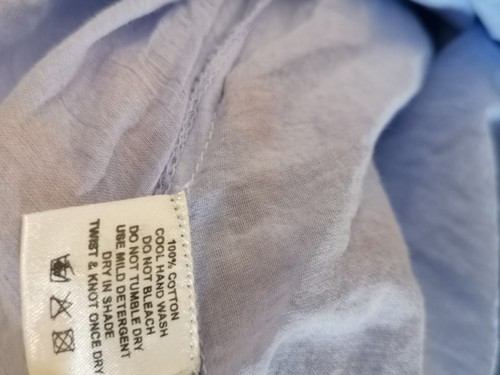 100% COTTON
COOL HAND WASH
DO NOT BLEACH
DO NOT TUMBLE DRY
USE MILD DETERGENT
DRY IN SHADE
TWIST & KNOT ONCE DRY